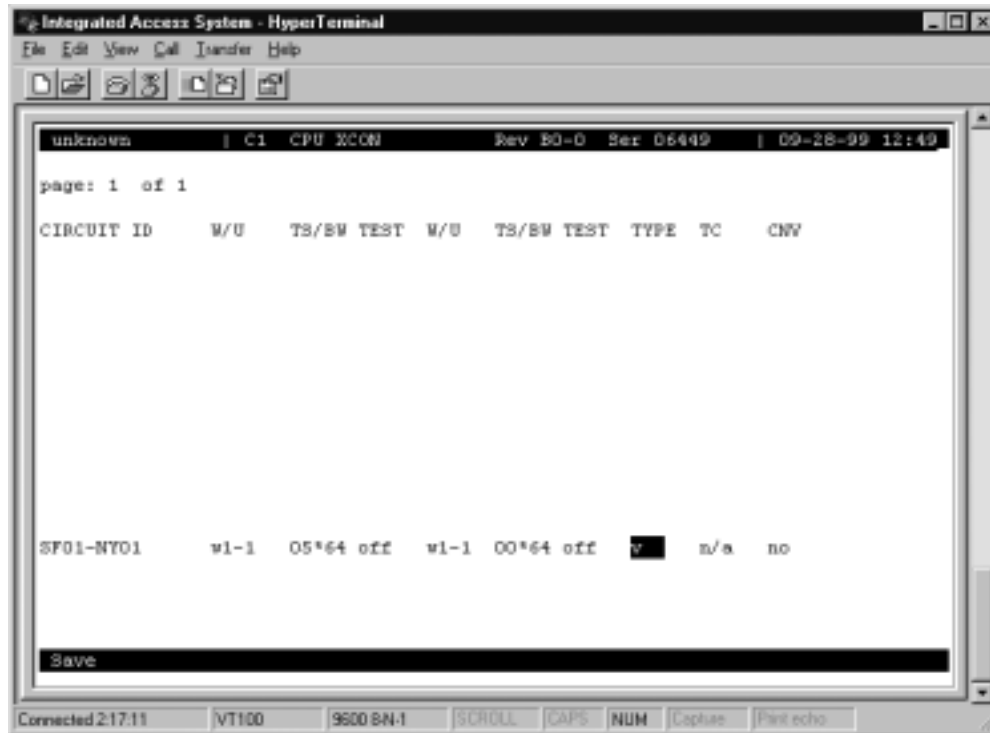 Integrated Access System - HyperTerminal
File Edit View Call Transfer Help
unknown | C1 CPU XCON Rev B0-0 Ser 06449 | 09-28-99 12:49
page: 1 of 1
CIRCUIT ID W/U TS/BW TEST W/U TS/BW TEST TYPE TC CNV
SF01-NY01 w1-1 05*64 off w1-1 00*64 off v n/a no
Save
Connected 2:17:11 VT100 9600 8-N-1 SCROLL CAPS NUM Capture Print echo